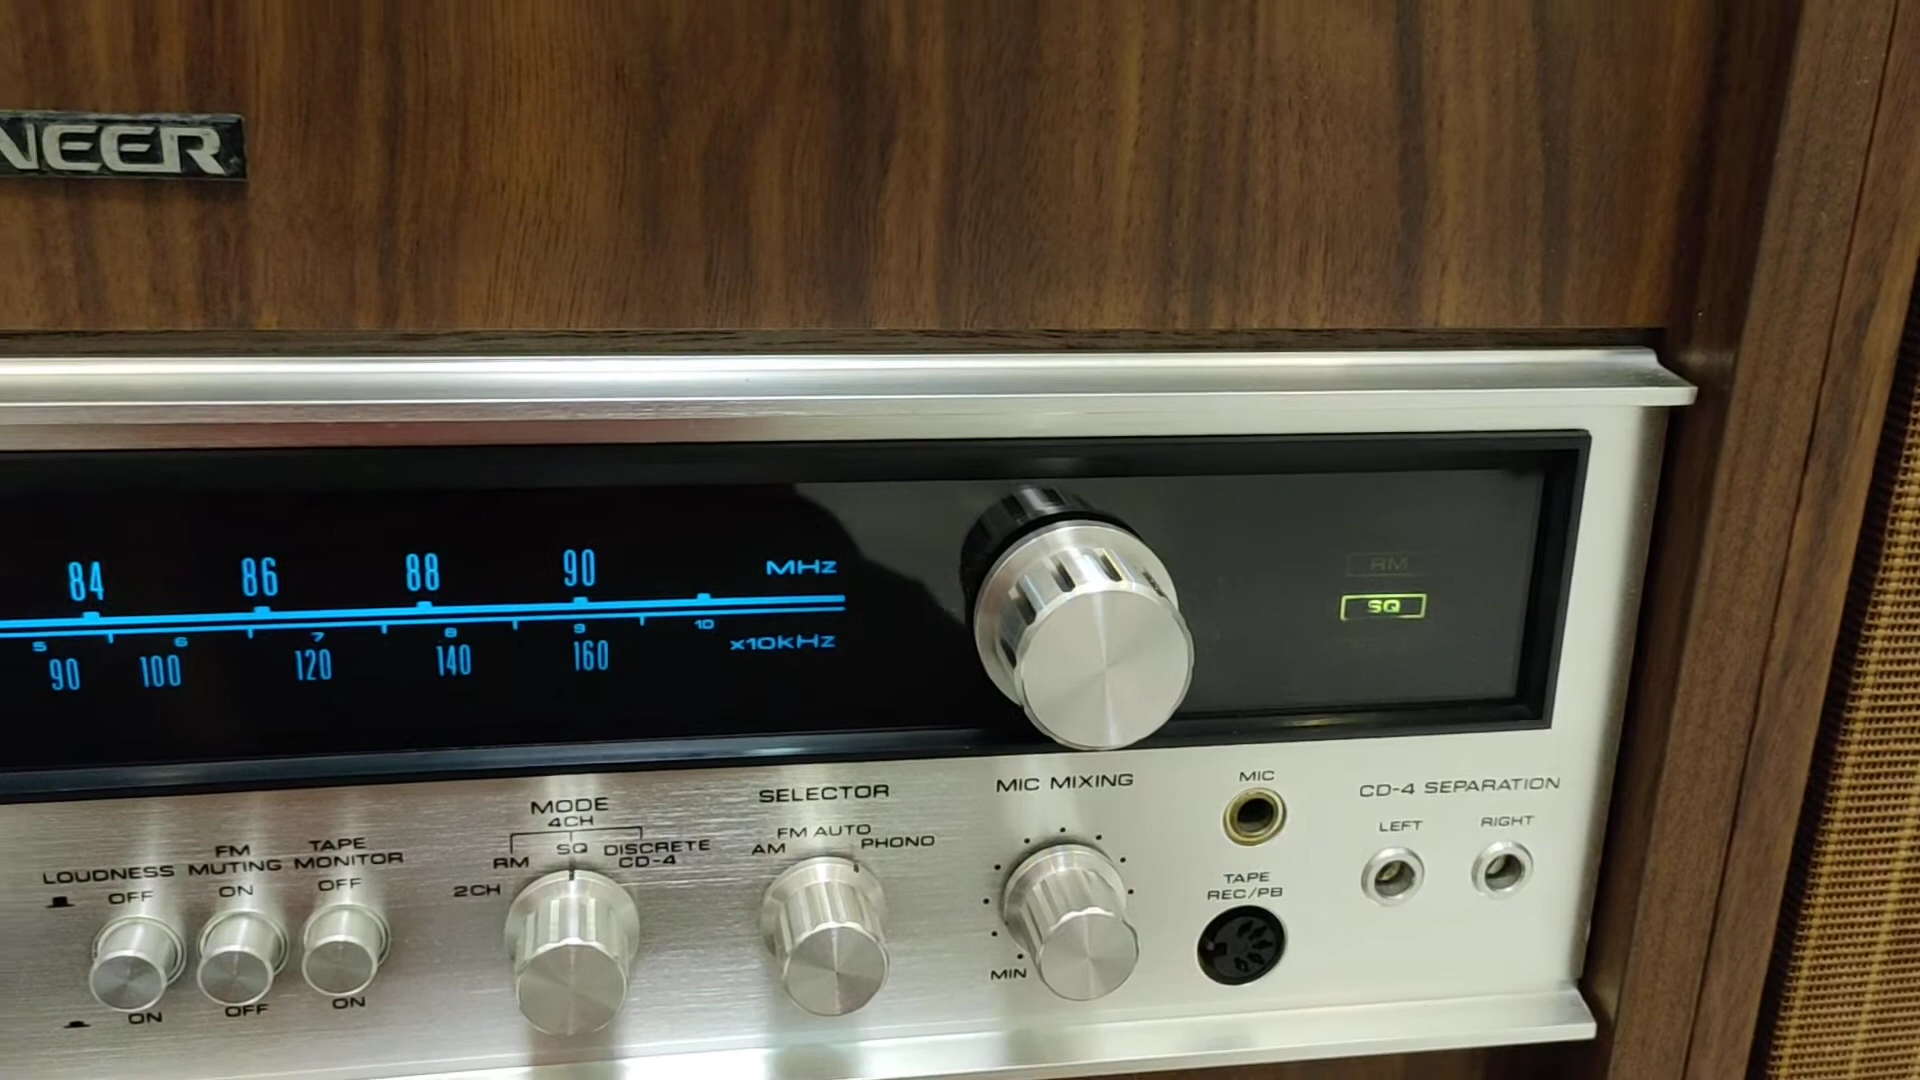 NEER
84 86 88 90 MHz
5 6 7 8 9 10
90 100 120 140 160 x10kHz
RM
SQ
LOUDNESS
OFF
ON
FM
MUTING
ON
OFF
TAPE
MONITOR
OFF
ON
MODE
4CH
RM SQ DISCRETE
CD-4
2CH
SELECTOR
FM AUTO
AM PHONO
MIC MIXING
MIN
MIC
TAPE
REC/PB
CD-4 SEPARATION
LEFT RIGHT